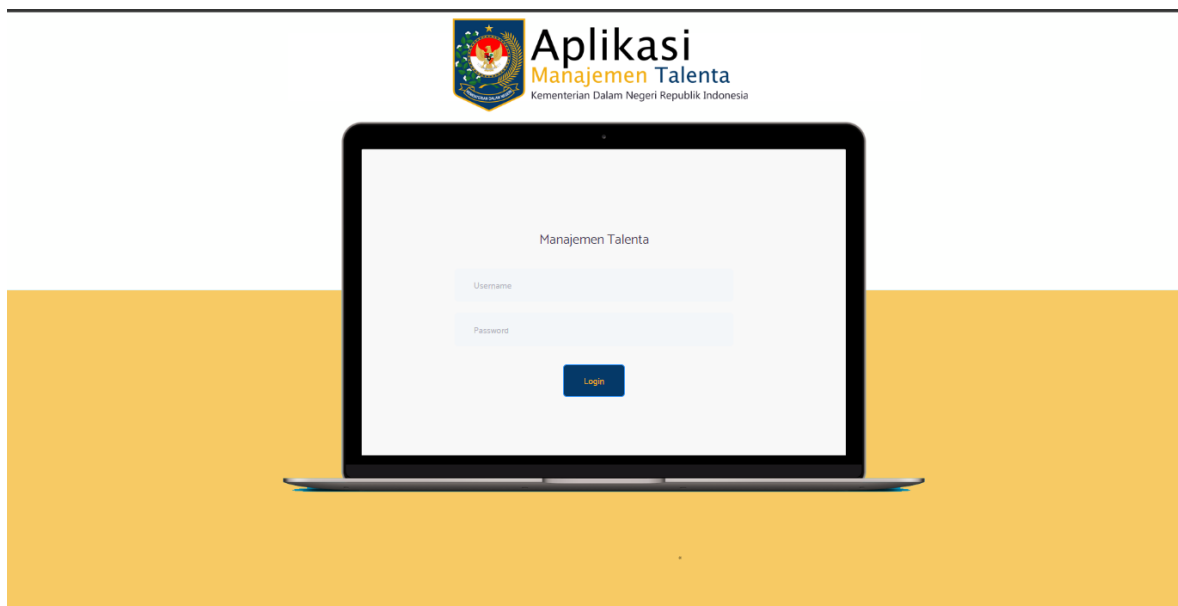 Aplikasi
Manajemen Talenta
Kementerian Dalam Negeri Republik Indonesia
Manajemen Talenta
Username
Password
Login